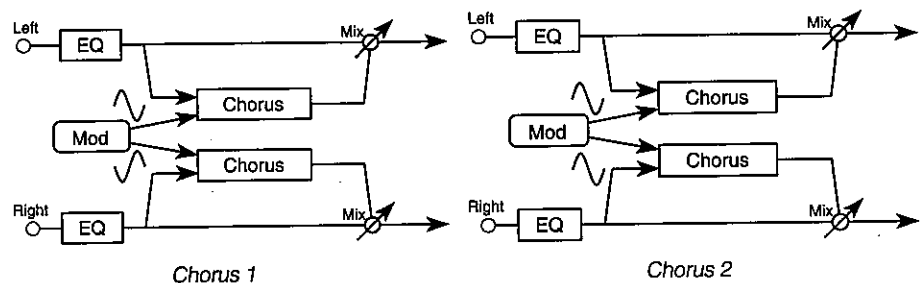 Left
EQ
Mix
Chorus
Mod
Chorus
Right
EQ
Mix
Chorus 1
Left
EQ
Mix
Chorus
Mod
Chorus
Right
EQ
Mix
Chorus 2